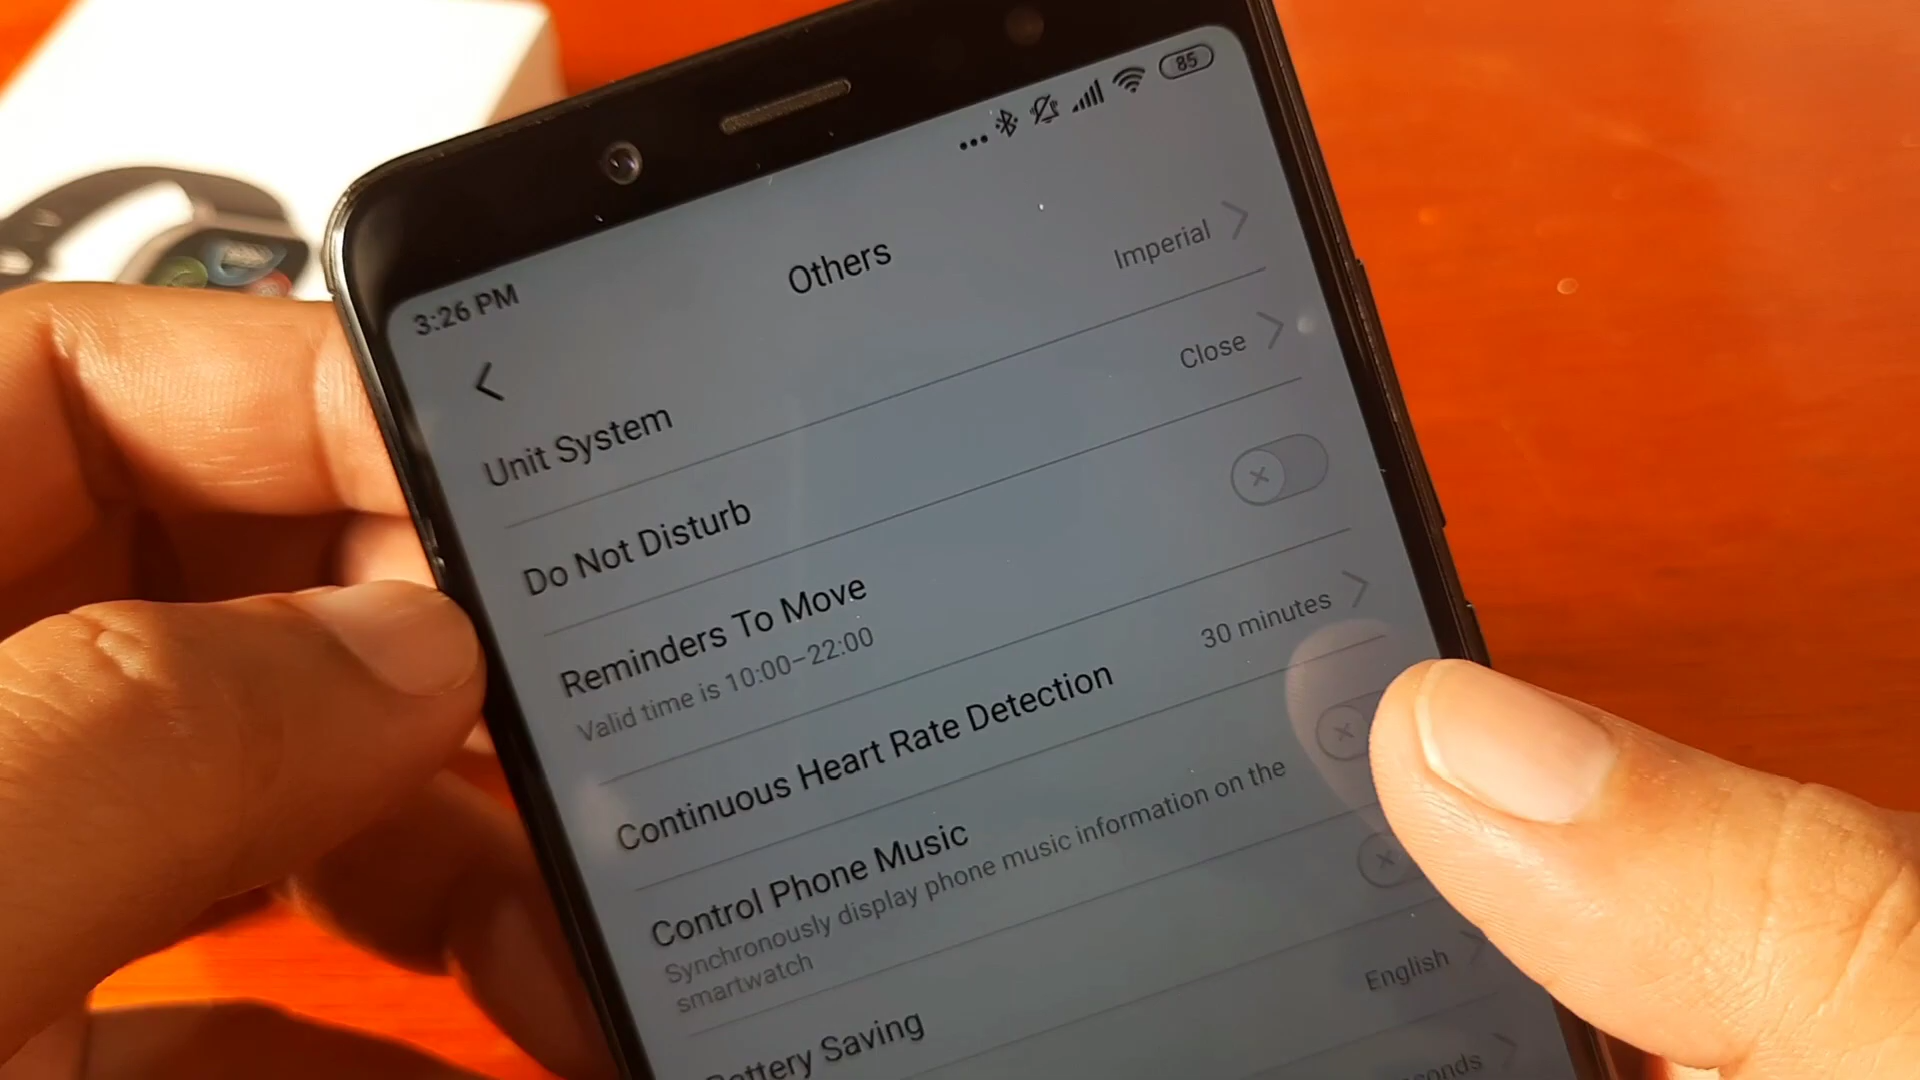 3:26 PM
85
Others
Unit System
Imperial
Do Not Disturb
Close
Reminders To Move
Valid time is 10:00-22:00
Continuous Heart Rate Detection
30 minutes
Control Phone Music
Synchronously display phone music information on the
smartwatch
Battery Saving
English